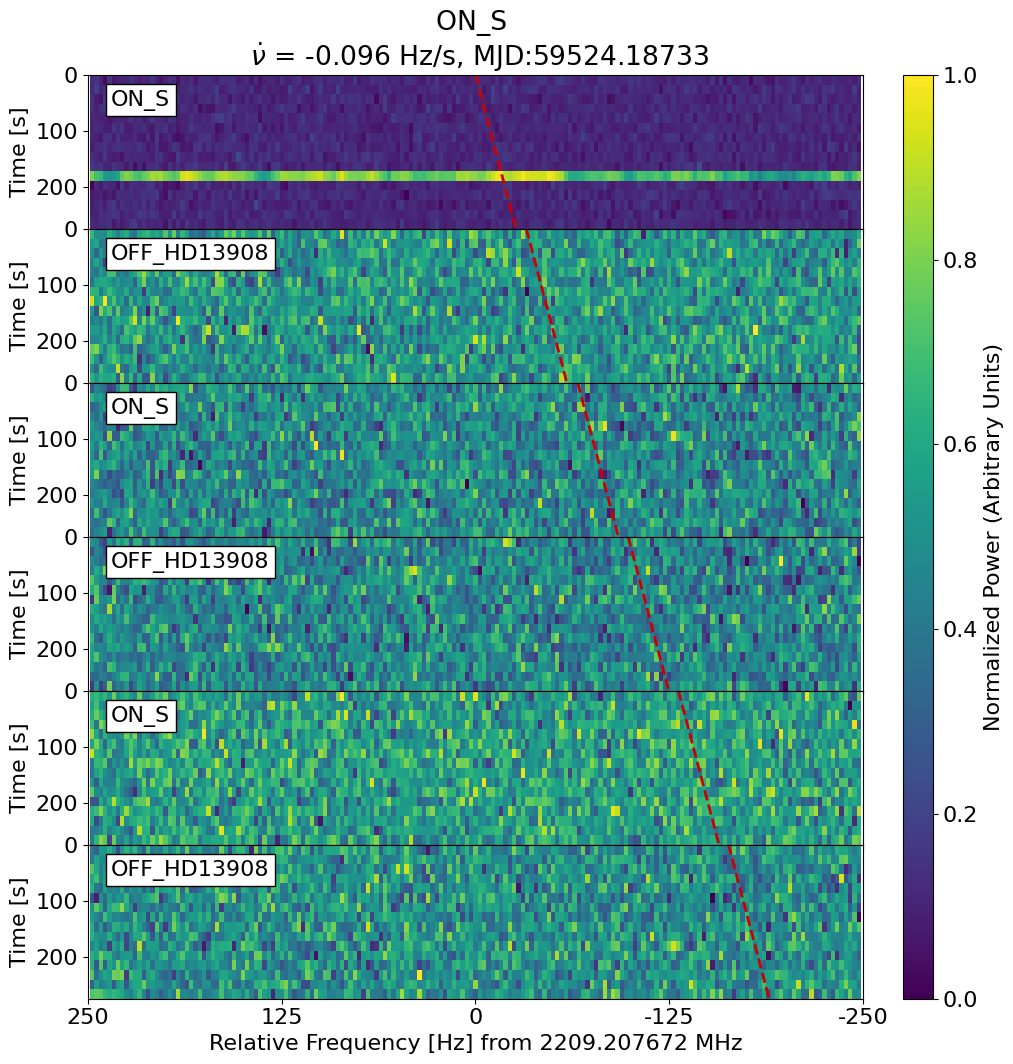 ON_S
ν̇ = -0.096 Hz/s, MJD:59524.18733
0
ON_S
100
200
Time [s]
0
OFF_HD13908
100
200
Time [s]
0
ON_S
100
200
Time [s]
0
OFF_HD13908
100
200
Time [s]
0
ON_S
100
200
Time [s]
0
OFF_HD13908
100
200
Time [s]
250 125 0 -125 -250
Relative Frequency [Hz] from 2209.207672 MHz
1.0
0.8
0.6
0.4
0.2
0.0
Normalized Power (Arbitrary Units)